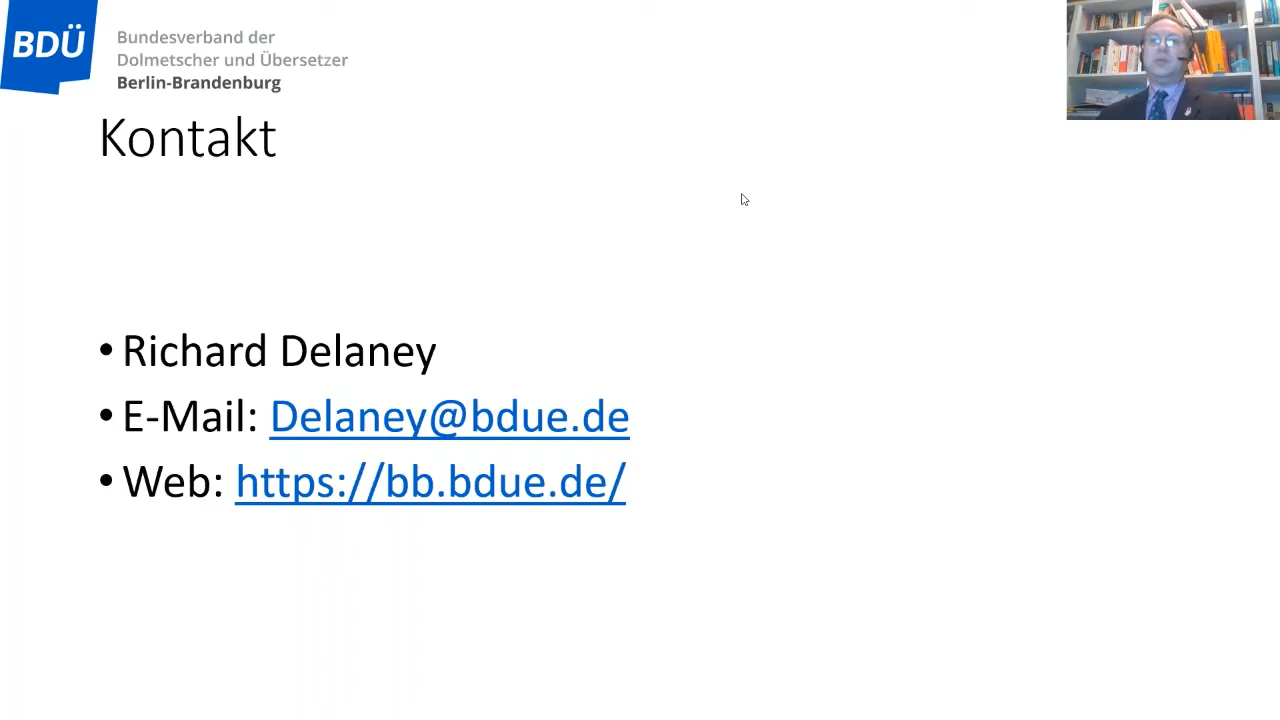 BDÜ
Bundesverband der
Dolmetscher und Übersetzer
Berlin-Brandenburg
Kontakt
• Richard Delaney
• E-Mail: Delaney@bdue.de
• Web: https://bb.bdue.de/